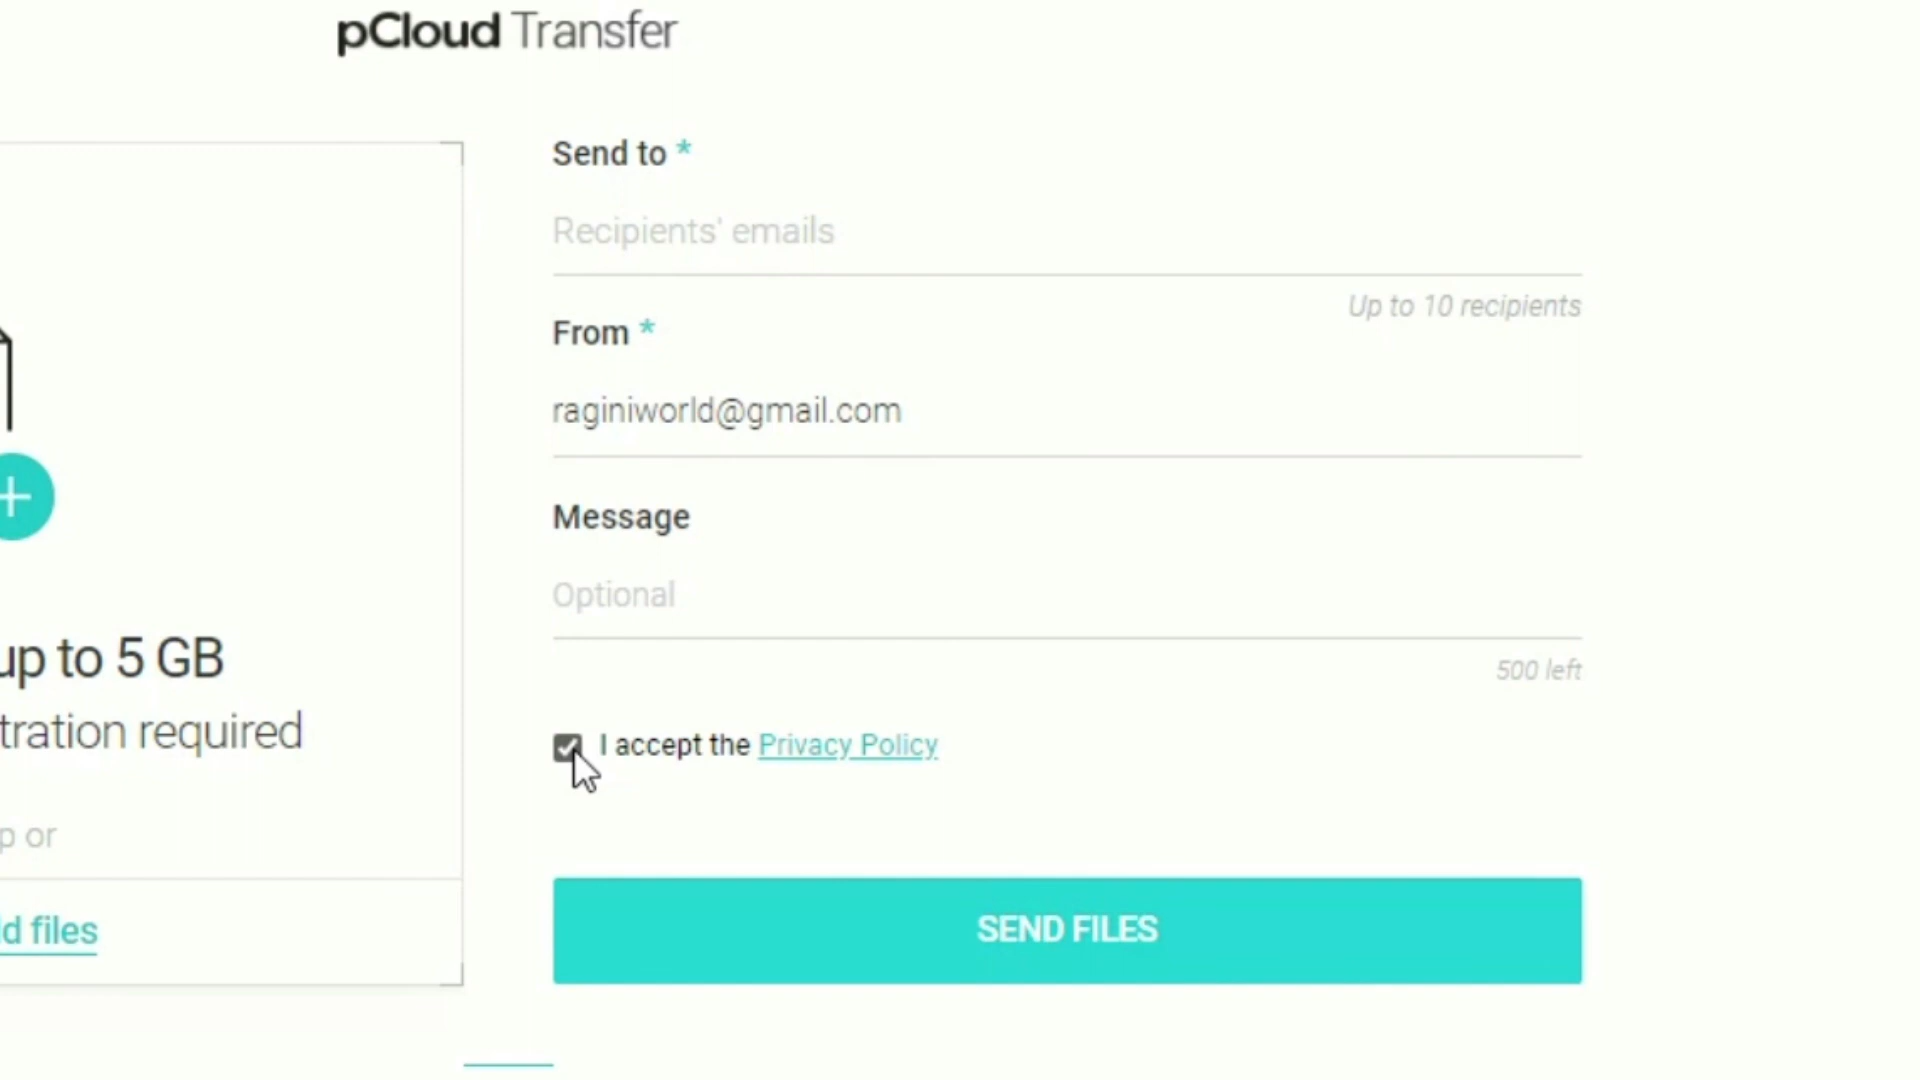 pCloud Transfer
Send to *
Recipients' emails
Up to 10 recipients
From *
raginiworld@gmail.com
Message
Optional
500 left
I accept the Privacy Policy
SEND FILES
up to 5 GB
required
or
files